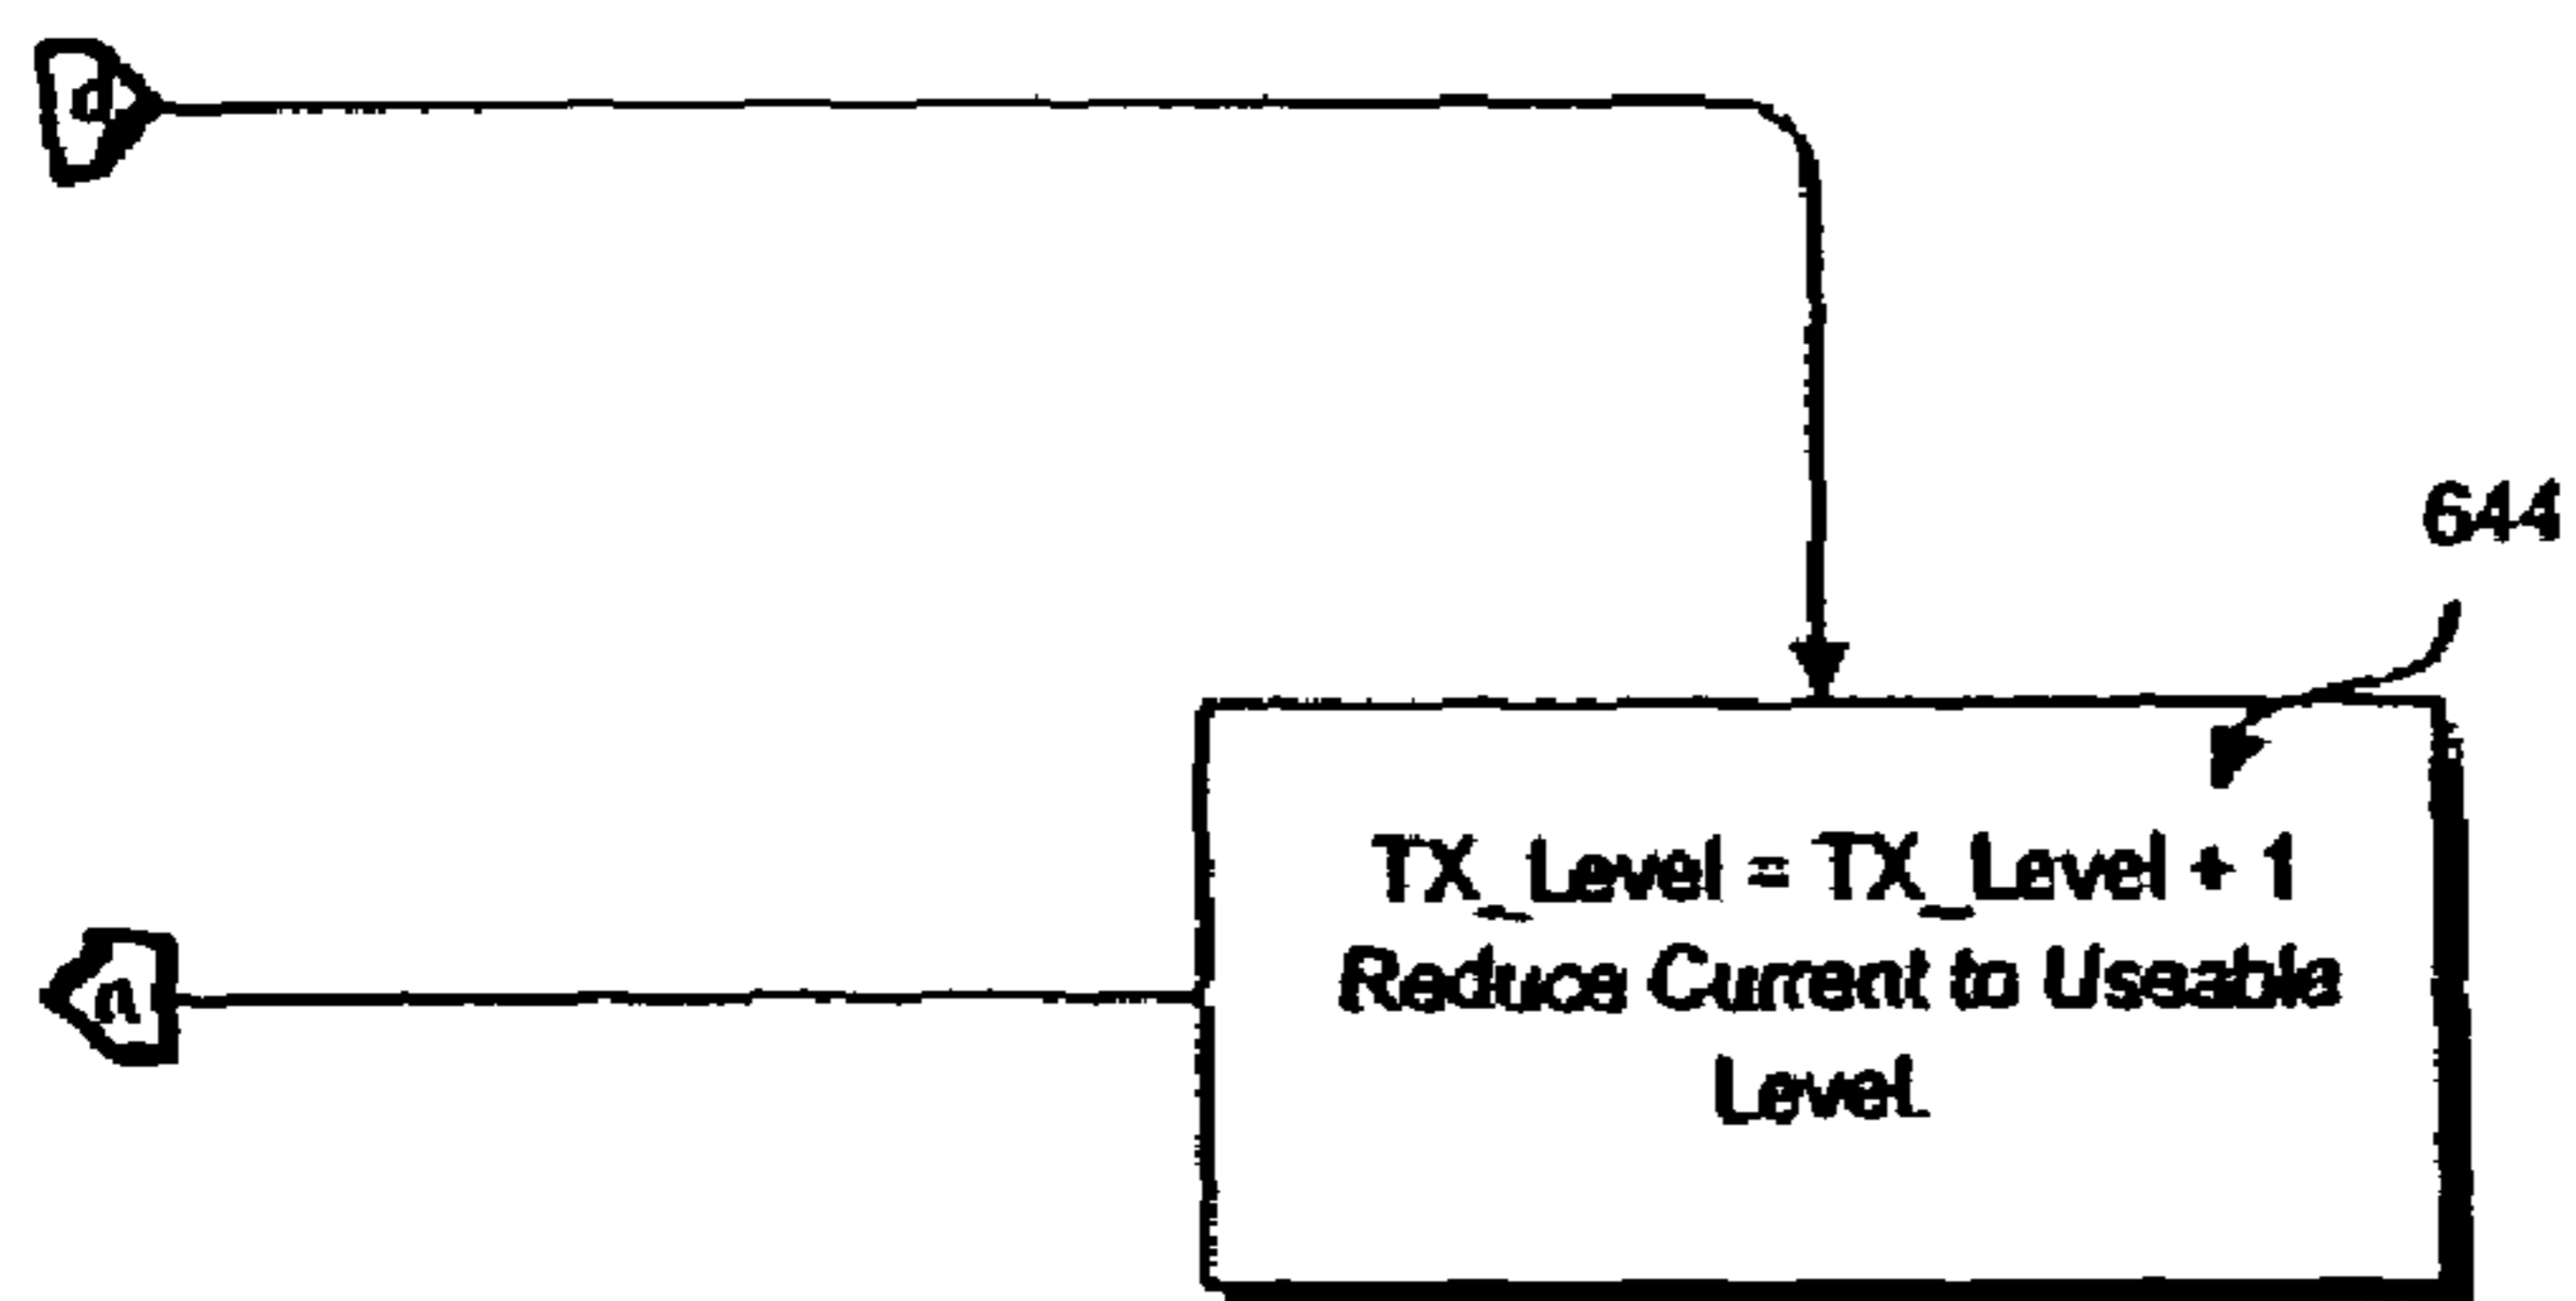 d
644
TX_Level = TX_Level + 1
Reduce Current to Useable
Level.